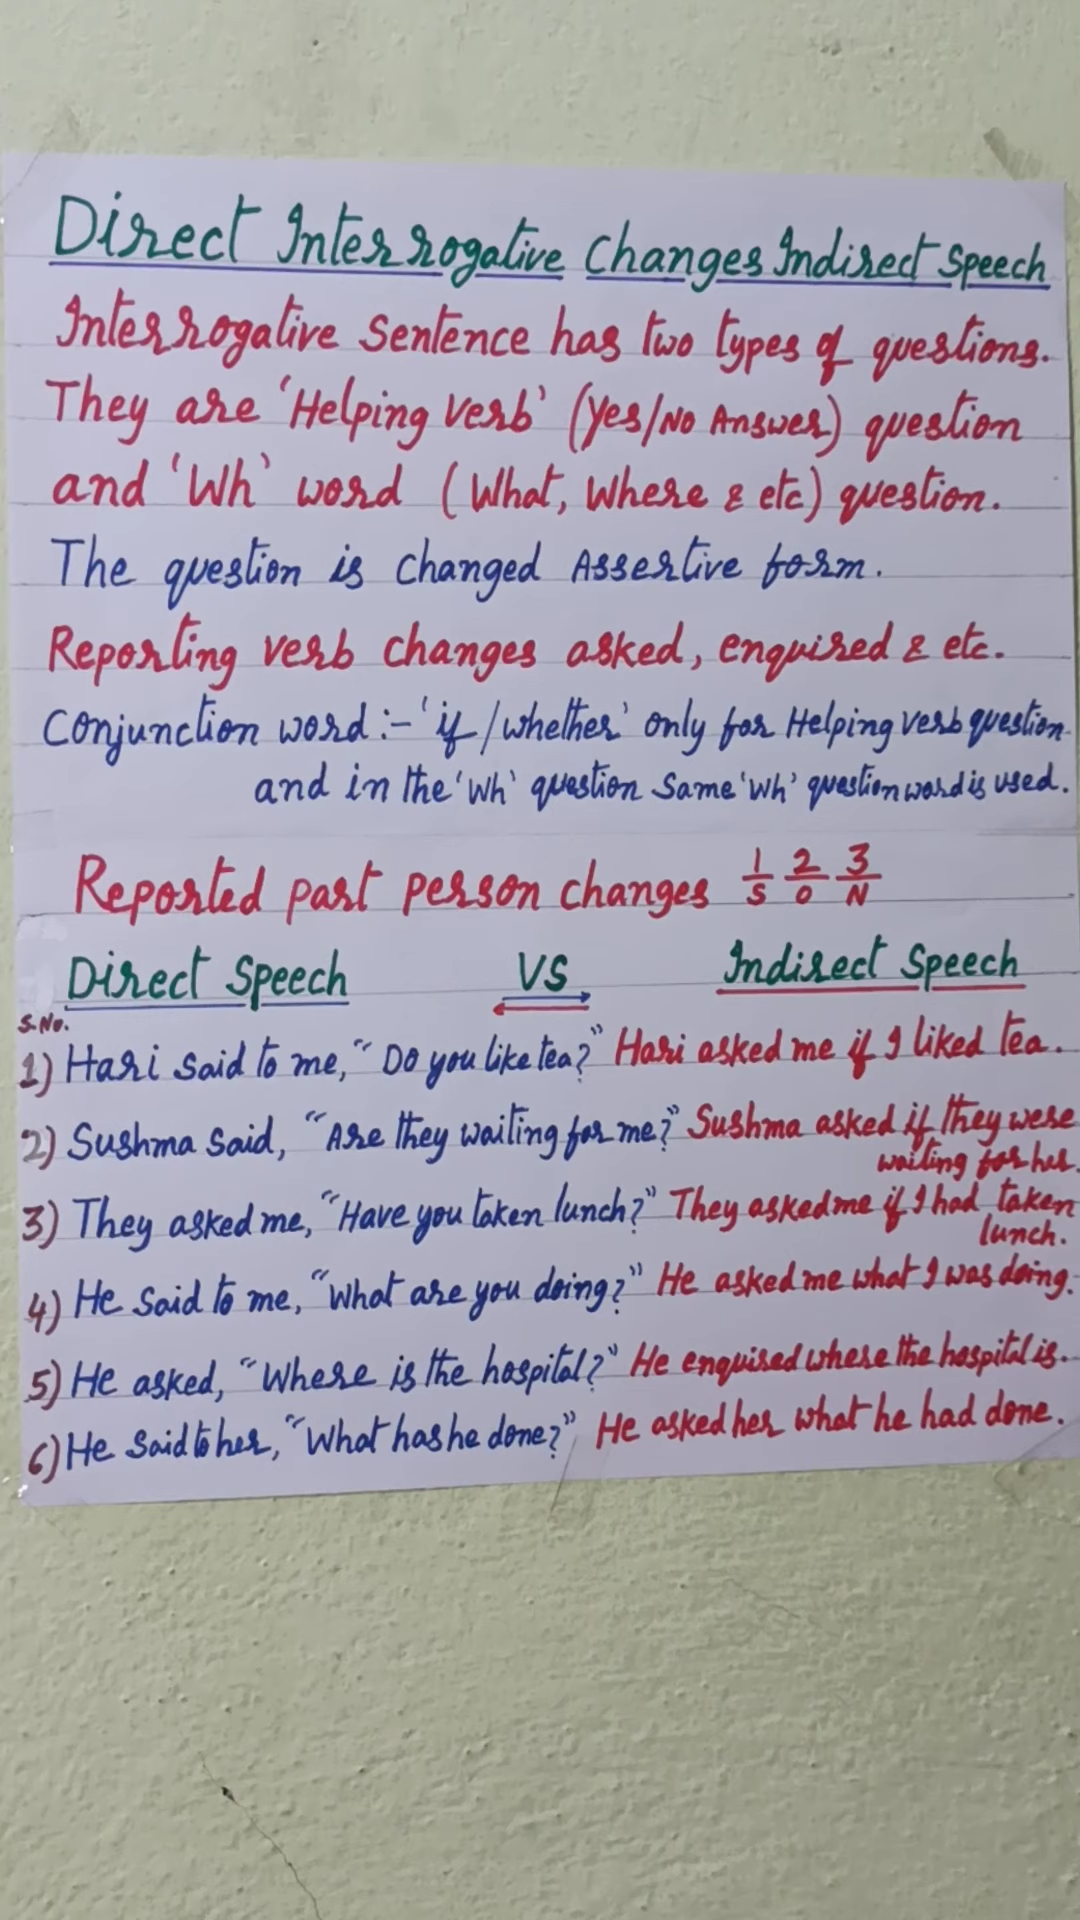 Direct Interrogative Changes Indirect Speech
Interrogative Sentence has two types of questions.
They are 'Helping verb' (Yes/No Answer) question
and 'Wh' word (What, Where & etc) question.
The question is changed Assertive form.
Reporting verb changes asked, enquired & etc.
Conjunction word :- 'if/whether' only for Helping verb question
and in the 'Wh' question Same 'Wh' question word is used.
Reported part person changes 1/S 2/O 3/N
Direct Speech VS Indirect Speech
S.No.
1) Hari Said to me, "Do you like tea?" Hari asked me if I liked tea.
2) Sushma Said, "Are they waiting for me?" Sushma asked if they were
waiting for her.
3) They asked me, "Have you taken lunch?" They asked me if I had taken
lunch.
4) He Said to me, "What are you doing?" He asked me what I was doing.
5) He asked, "Where is the hospital?" He enquired where the hospital is.
6) He Said to her, "What has he done?" He asked her what he had done.